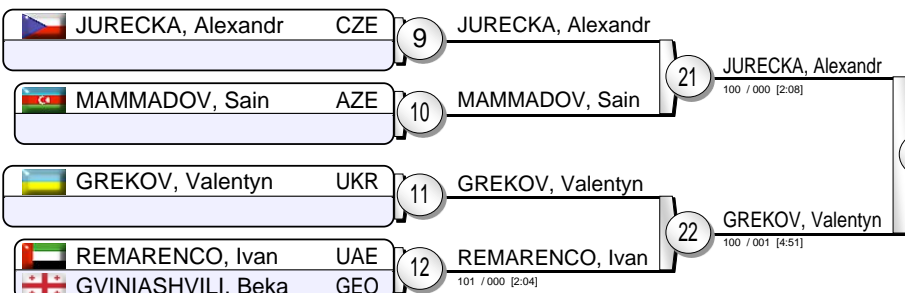 JURECKA, Alexandr CZE
9
JURECKA, Alexandr
MAMMADOV, Sain AZE
10
MAMMADOV, Sain
21
JURECKA, Alexandr
100 / 000 [2:08]
GREKOV, Valentyn UKR
11
GREKOV, Valentyn
REMARENCO, Ivan UAE
GVINIASHVILI, Beka GEO
12
REMARENCO, Ivan
101 / 000 [2:04]
22
GREKOV, Valentyn
100 / 001 [4:51]